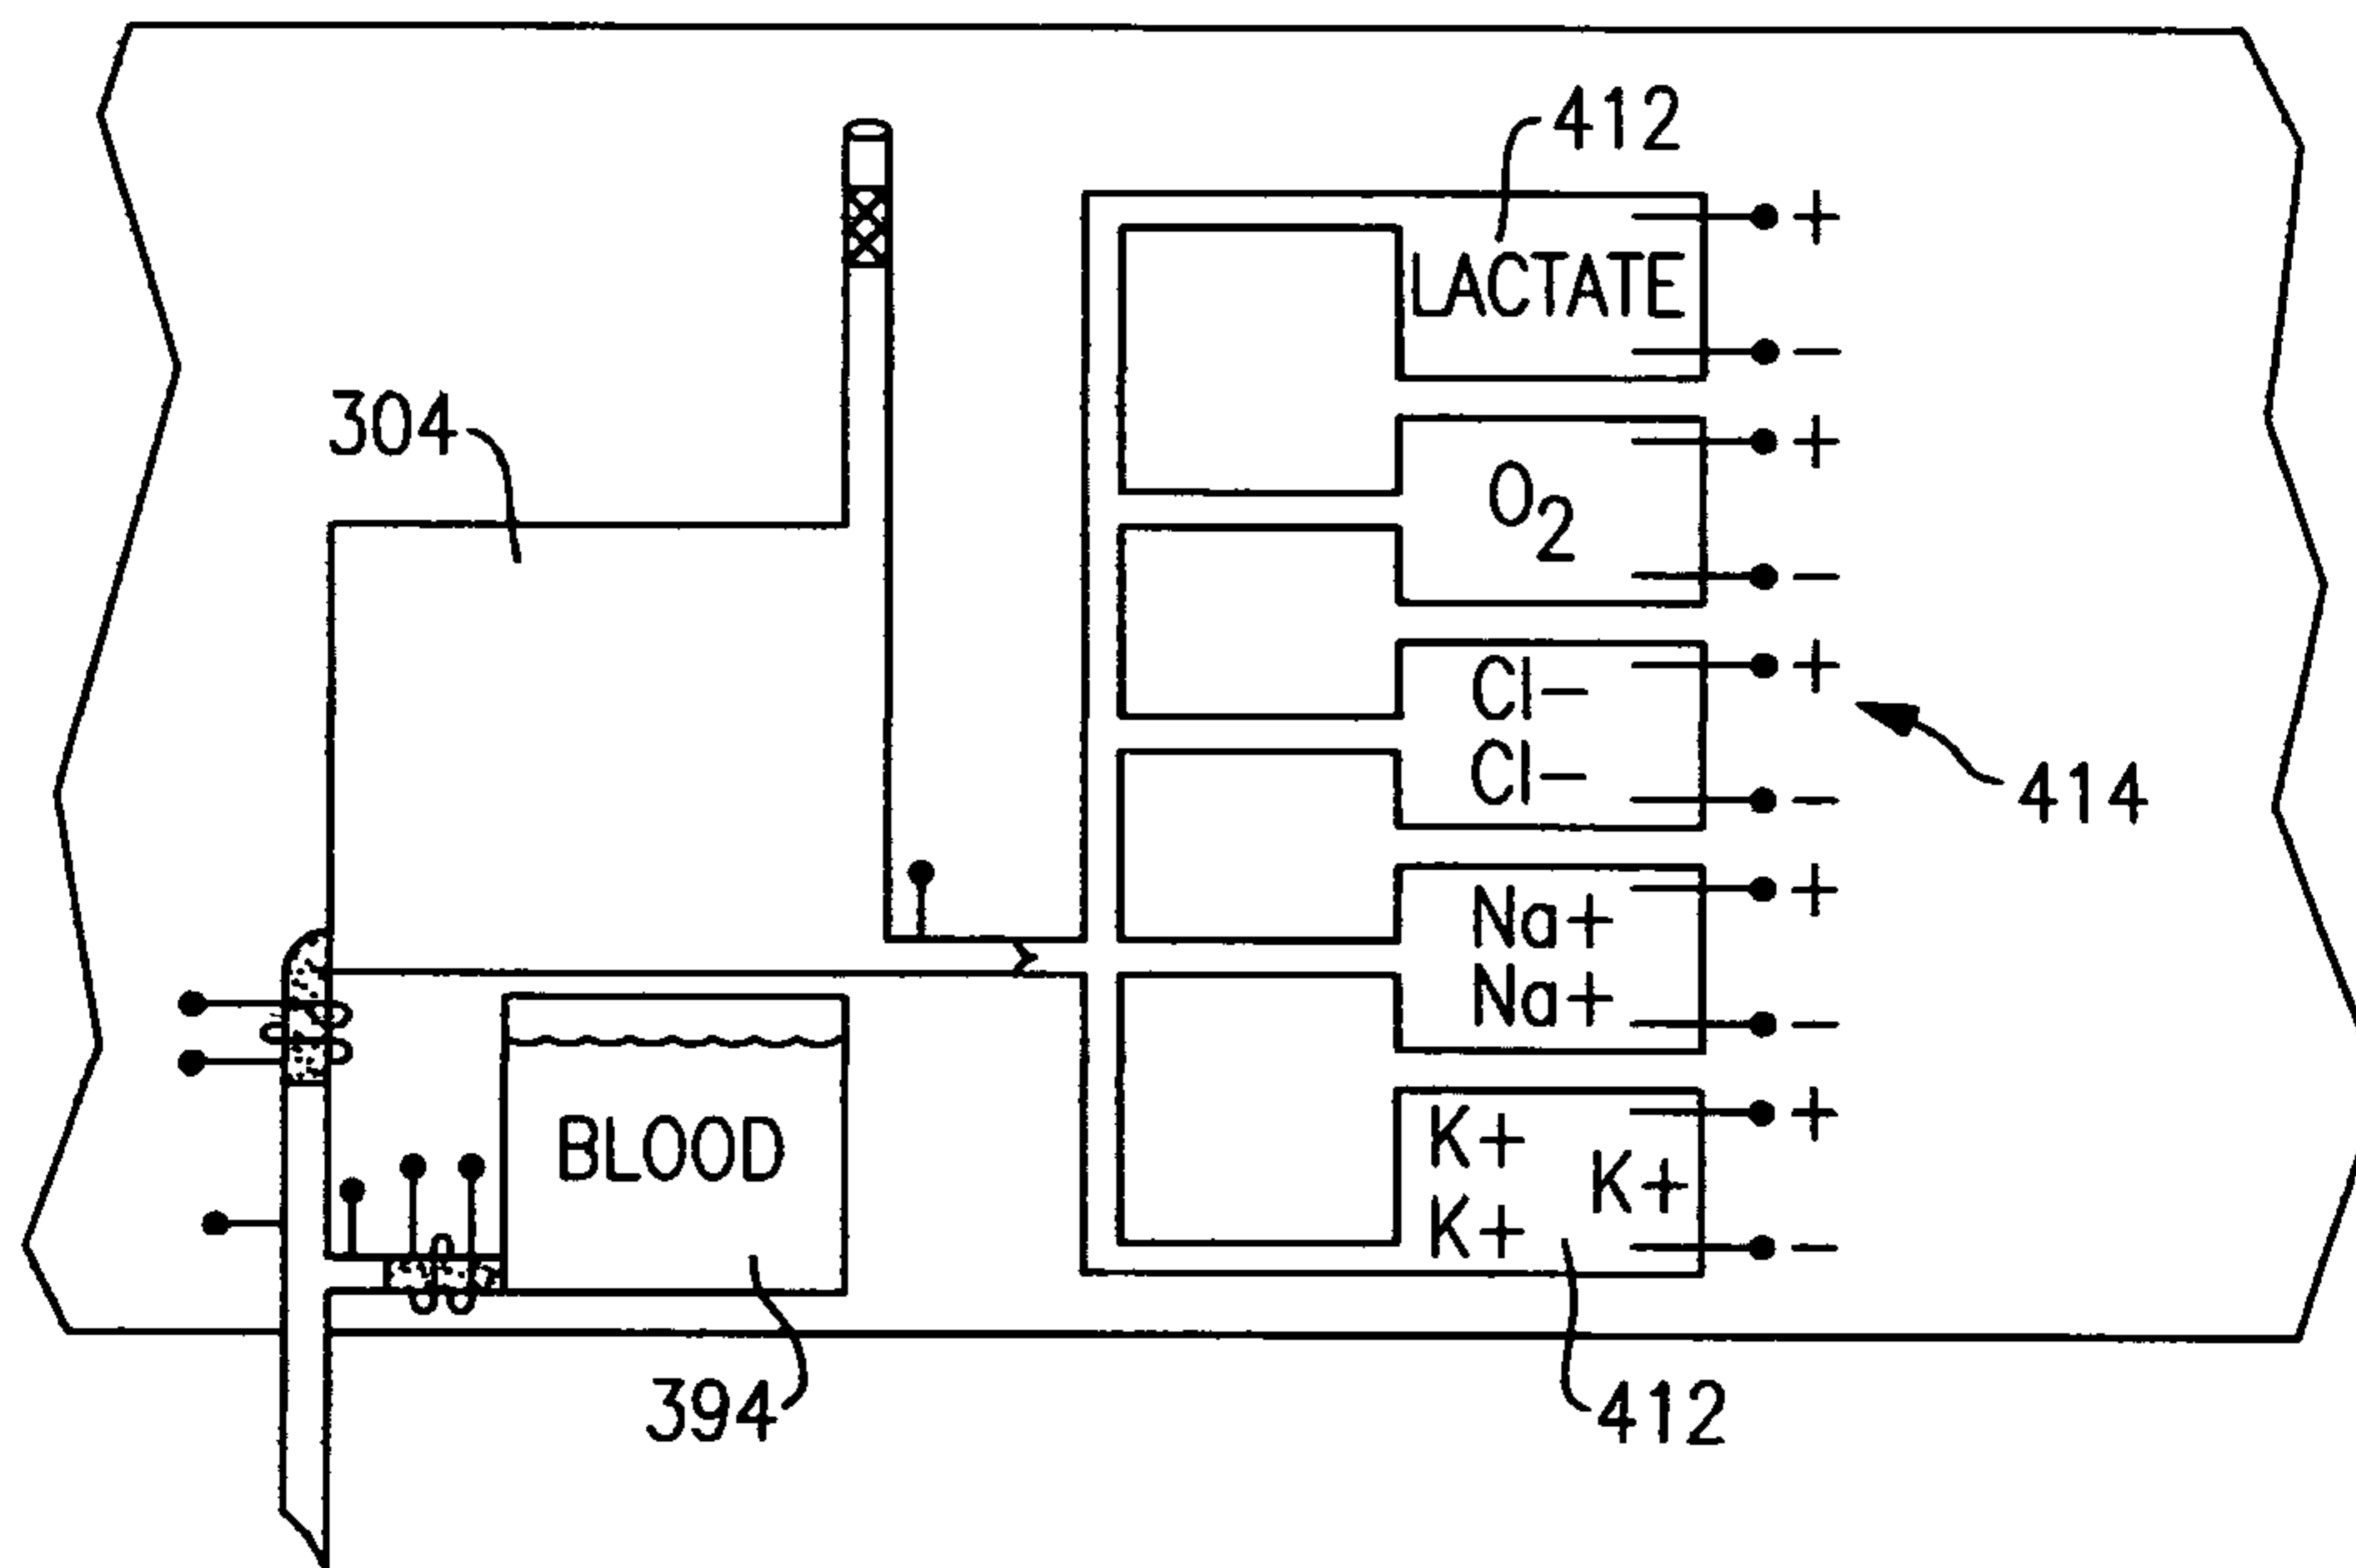 412
+
LACTATE
−
304
+
O2
−
+
Cl−
Cl−
−
414
+
Na+
Na+
−
BLOOD
+
K+
K+
K+
−
394
412